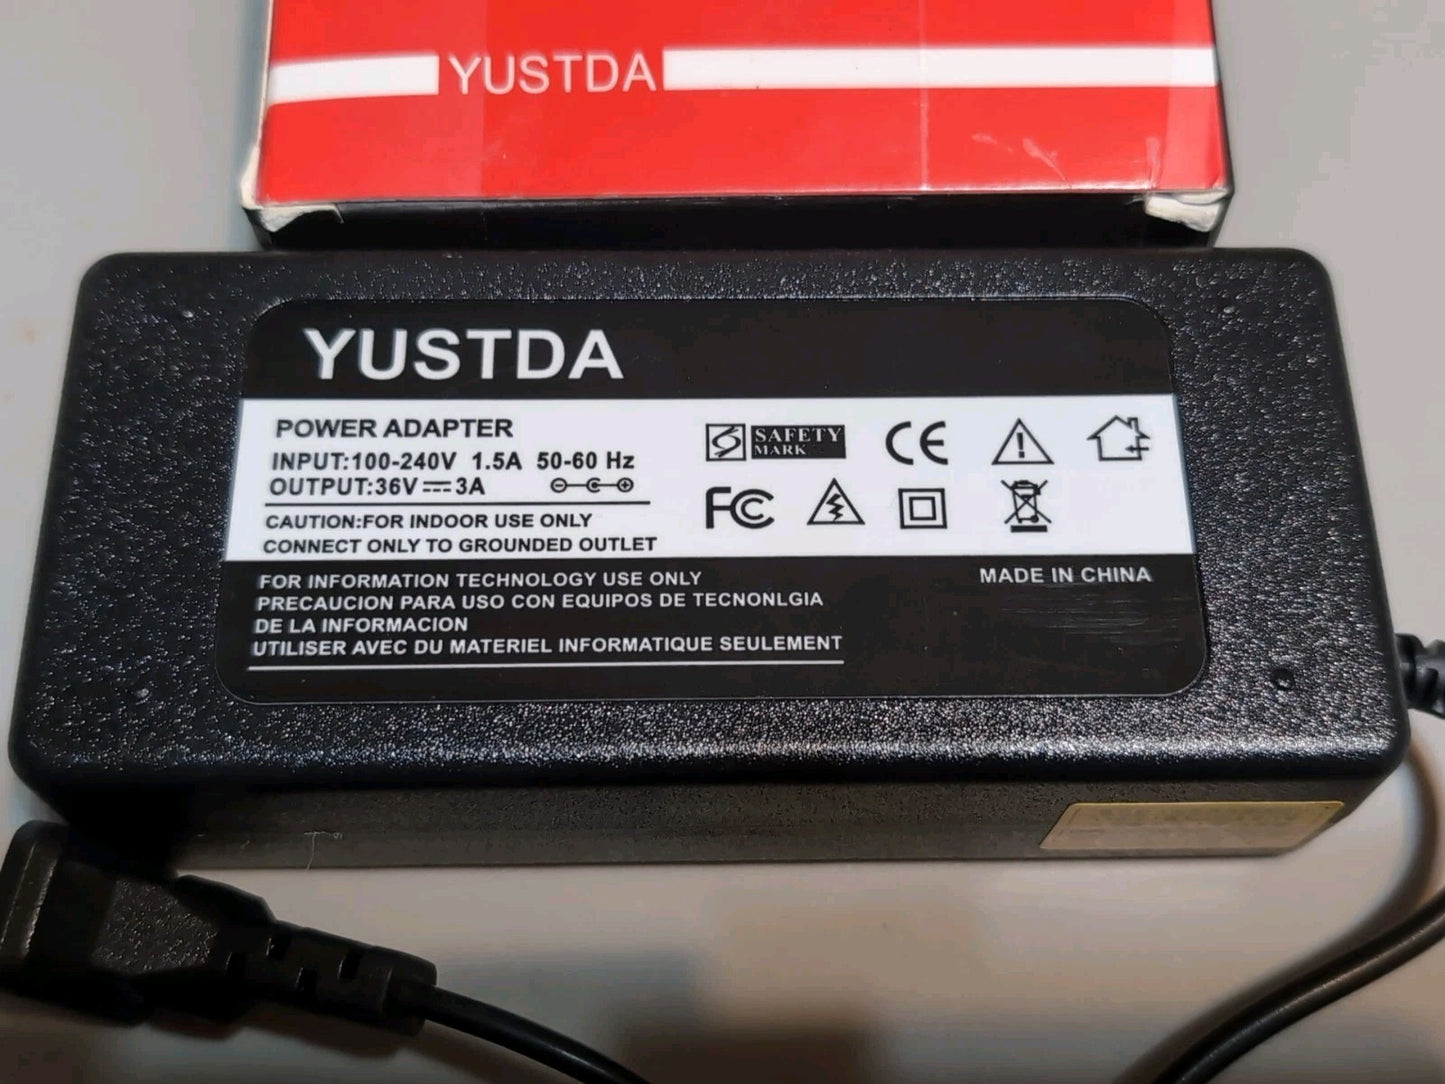 YUSTDA
YUSTDA
POWER ADAPTER
INPUT:100-240V 1.5A 50-60 Hz
OUTPUT:36V⎓3A
CAUTION:FOR INDOOR USE ONLY
CONNECT ONLY TO GROUNDED OUTLET
SAFETY
MARK
CE
FC
FOR INFORMATION TECHNOLOGY USE ONLY
PRECAUCION PARA USO CON EQUIPOS DE TECNONLGIA
DE LA INFORMACION
UTILISER AVEC DU MATERIEL INFORMATIQUE SEULEMENT
MADE IN CHINA